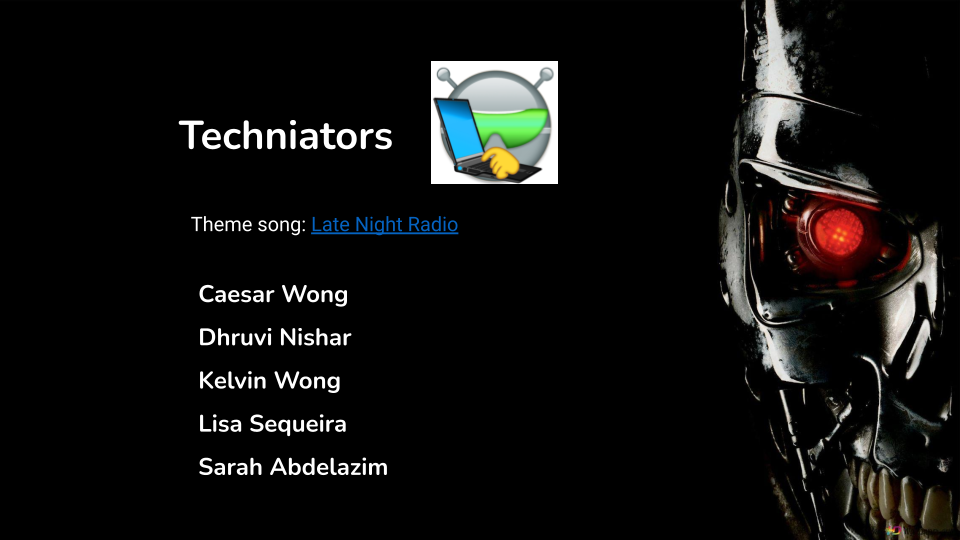 Techniators
Theme song: Late Night Radio
Caesar Wong
Dhruvi Nishar
Kelvin Wong
Lisa Sequeira
Sarah Abdelazim